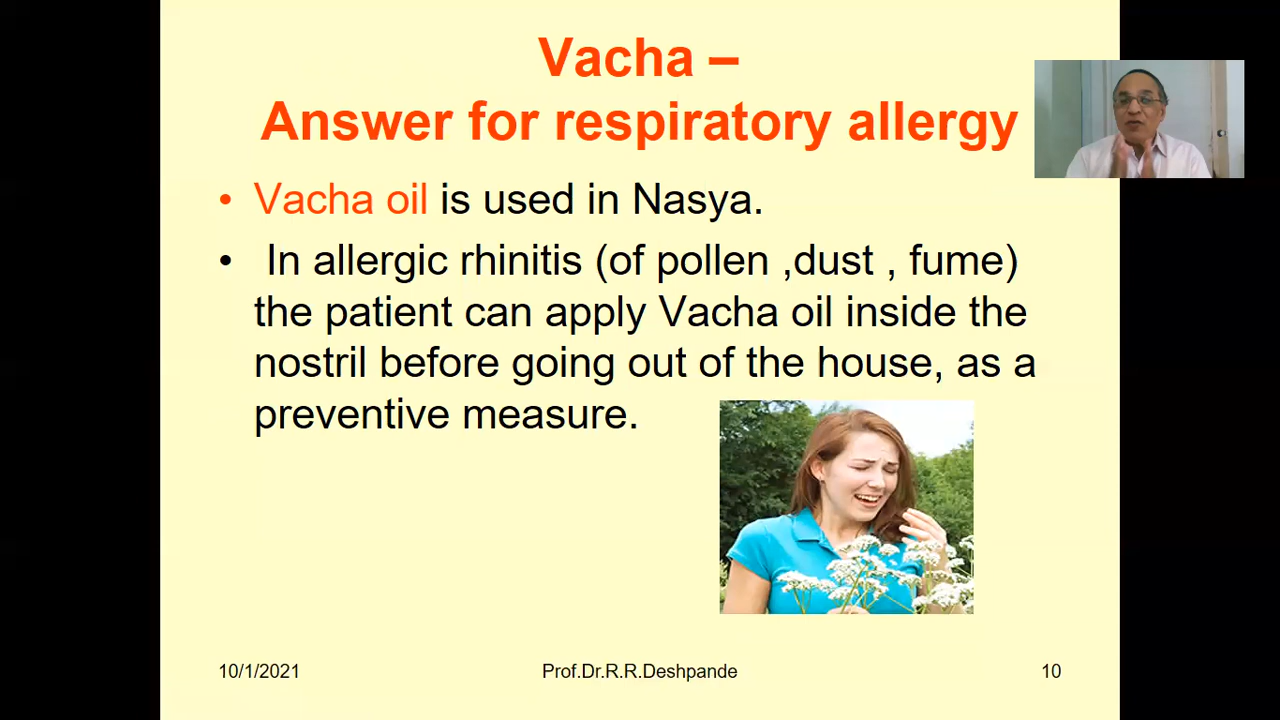 Vacha –
Answer for respiratory allergy
• Vacha oil is used in Nasya.
• In allergic rhinitis (of pollen ,dust , fume)
the patient can apply Vacha oil inside the
nostril before going out of the house, as a
preventive measure.
10/1/2021 Prof.Dr.R.R.Deshpande 10